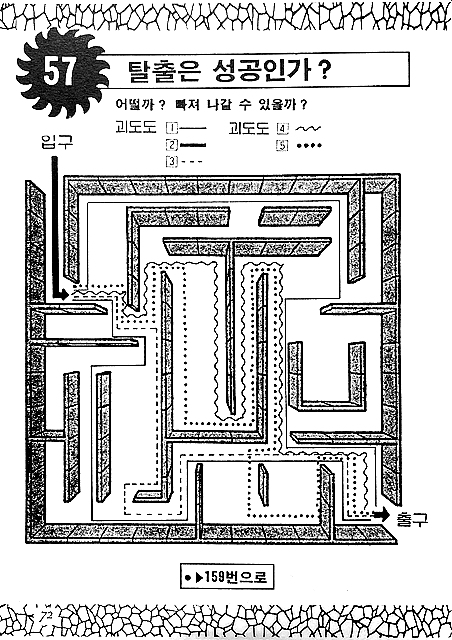 57 탈출은 성공인가?
어떨까? 빠져 나갈 수 있을까?
괴도도 1 괴도도 4
2 5
3
입구
출구
●▶159번으로
72